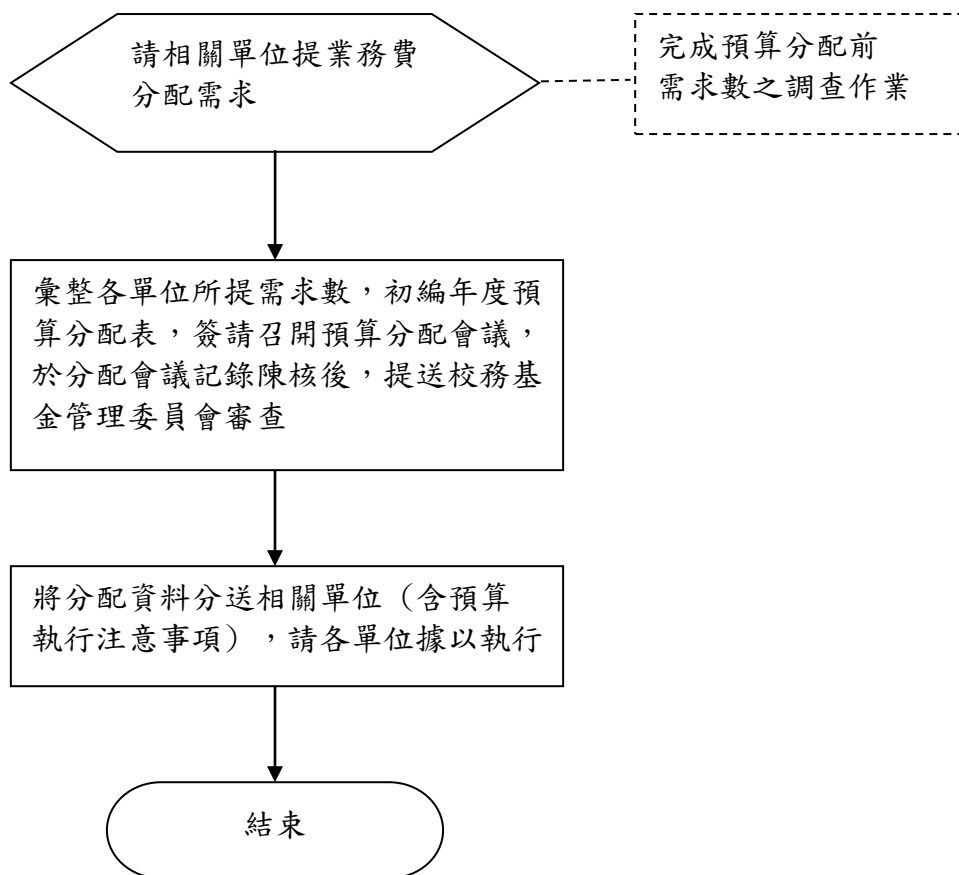 請相關單位提業務費
分配需求
完成預算分配前
需求數之調查作業
彙整各單位所提需求數，初編年度預
算分配表，簽請召開預算分配會議，
於分配會議記錄陳核後，提送校務基
金管理委員會審查
將分配資料分送相關單位（含預算
執行注意事項），請各單位據以執行
結束